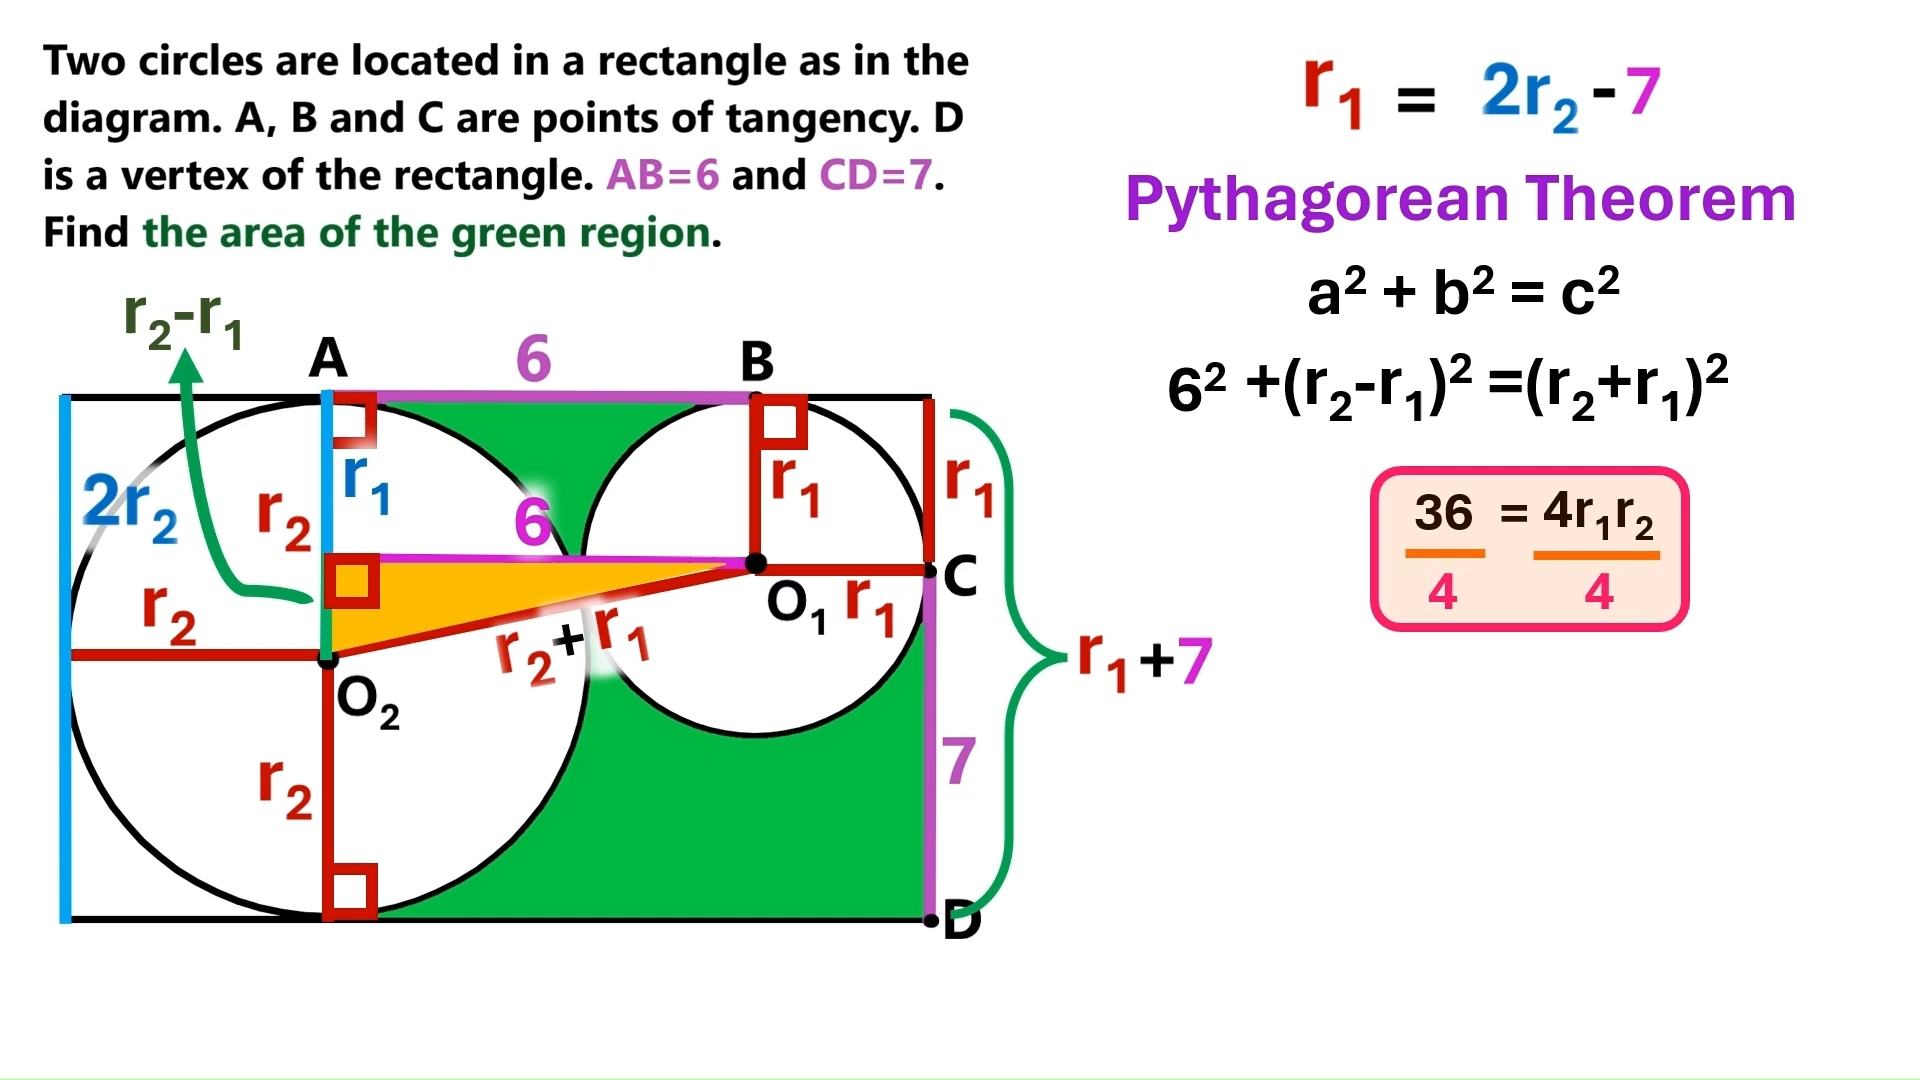 Two circles are located in a rectangle as in the
diagram. A, B and C are points of tangency. D
is a vertex of the rectangle. AB=6 and CD=7.
Find the area of the green region.
r₁ = 2r₂-7
Pythagorean Theorem
a² + b² = c²
6² +(r₂-r₁)² =(r₂+r₁)²
36 = 4r₁r₂
4 4
r₂-r₁
A 6 B
2r₂ r₂ r₁ r₁ r₁
6
C
r₂ O₁ r₁
r₂+r₁
r₁+7
O₂
r₂ 7
D